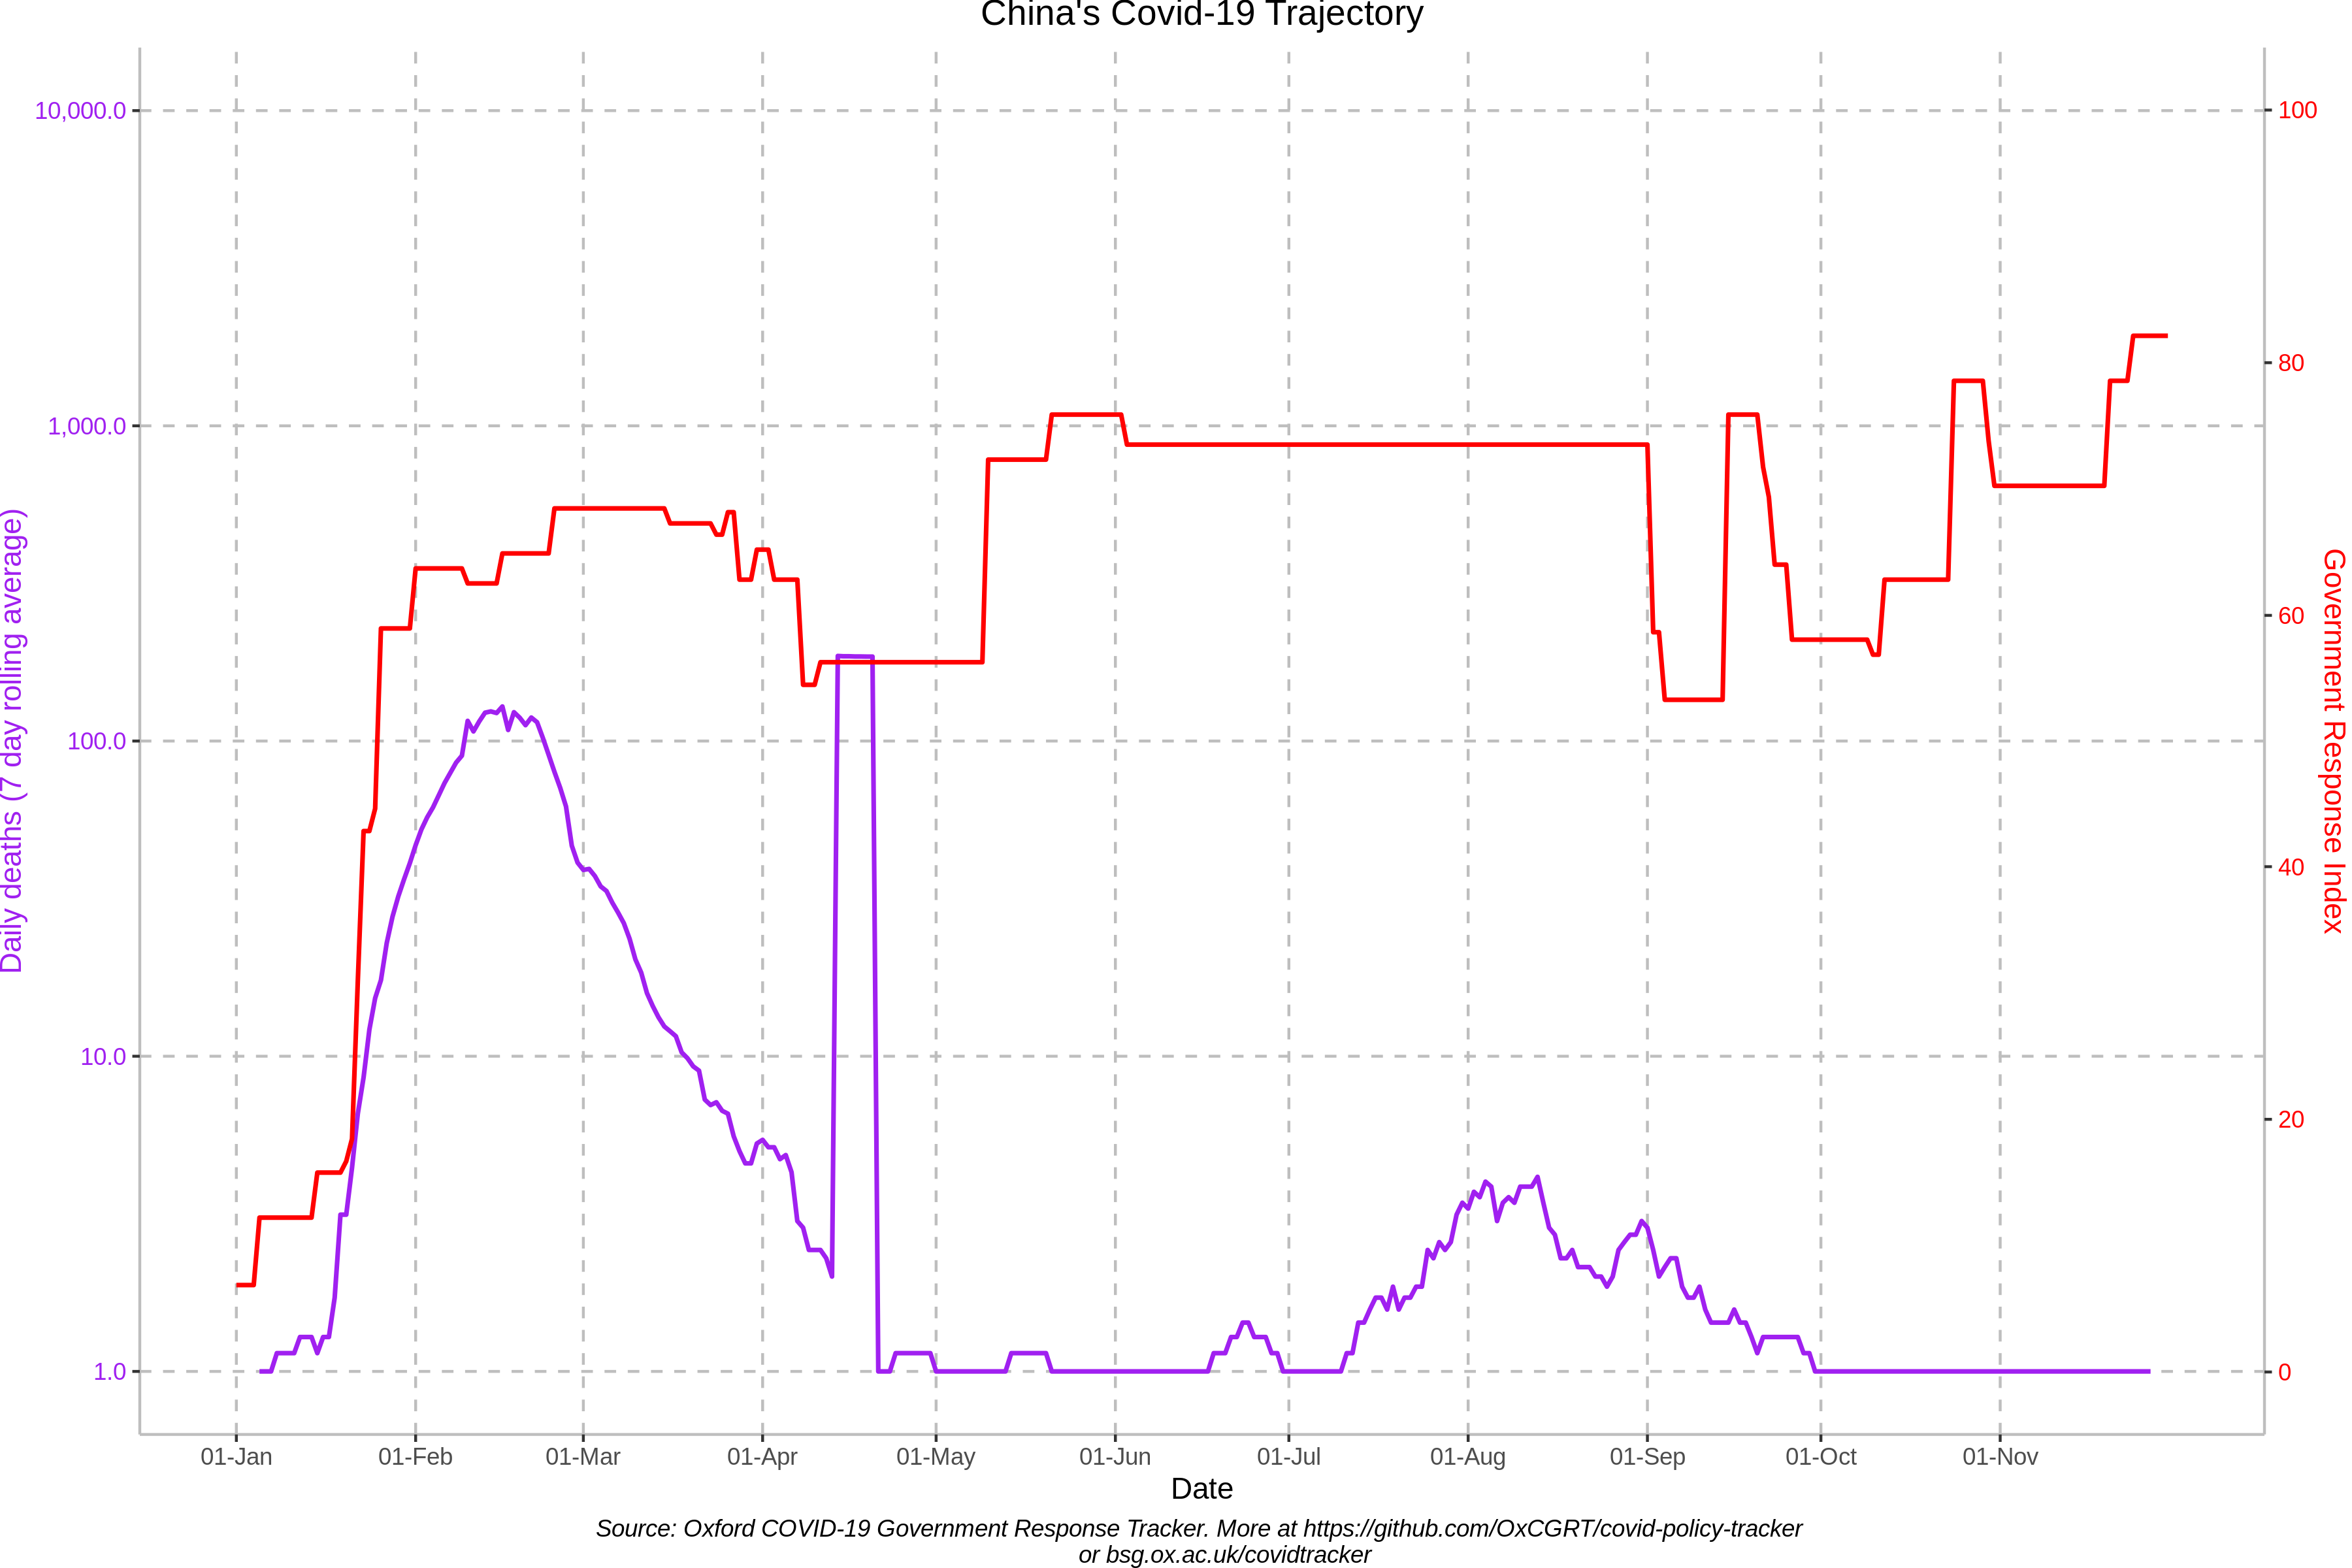 China's Covid-19 Trajectory
10,000.0
1,000.0
100.0
10.0
1.0
Daily deaths (7 day rolling average)
100
80
60
40
20
0
Government Response Index
01-Jan 01-Feb 01-Mar 01-Apr 01-May 01-Jun 01-Jul 01-Aug 01-Sep 01-Oct 01-Nov
Date
Source: Oxford COVID-19 Government Response Tracker. More at https://github.com/OxCGRT/covid-policy-tracker
or bsg.ox.ac.uk/covidtracker